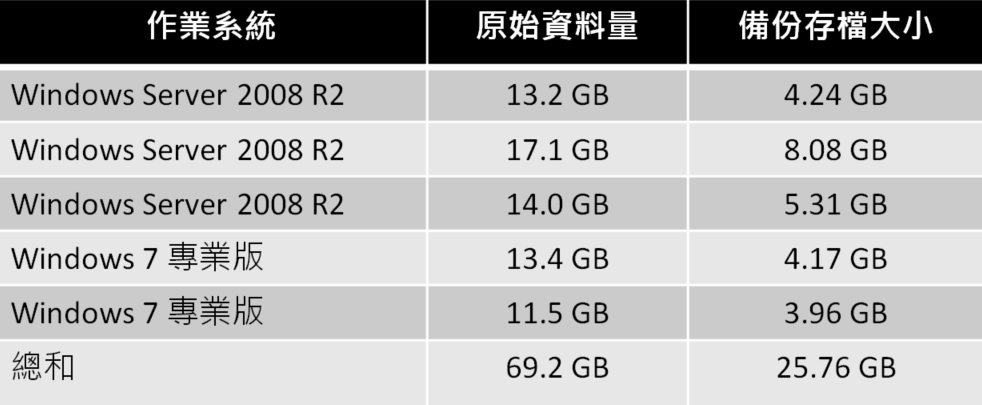 作業系統 原始資料量 備份存檔大小
Windows Server 2008 R2 13.2 GB 4.24 GB
Windows Server 2008 R2 17.1 GB 8.08 GB
Windows Server 2008 R2 14.0 GB 5.31 GB
Windows 7 專業版 13.4 GB 4.17 GB
Windows 7 專業版 11.5 GB 3.96 GB
總和 69.2 GB 25.76 GB